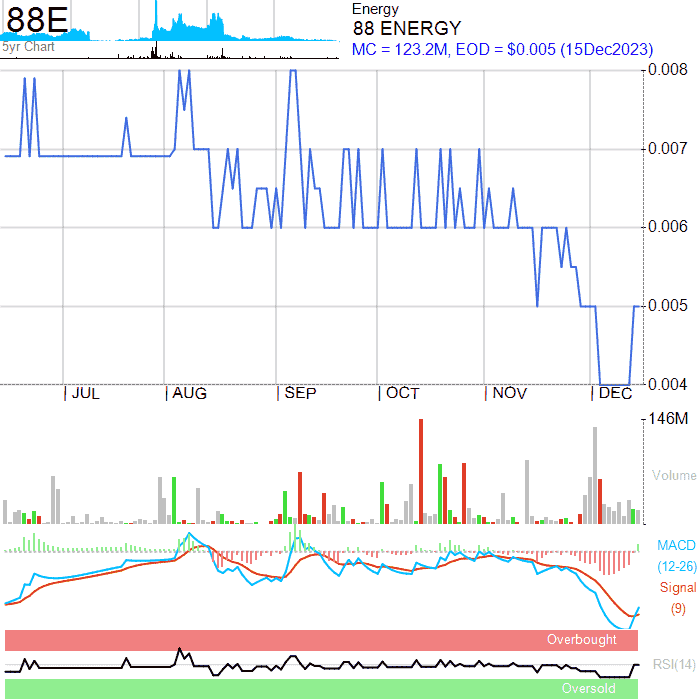 88E
5yr Chart
Energy
88 ENERGY
MC = 123.2M, EOD = $0.005 (15Dec2023)
0.008
0.007
0.006
0.005
0.004
JUL
AUG
SEP
OCT
NOV
DEC
146M
Volume
MACD
(12-26)
Signal
(9)
Overbought
RSI(14)
Oversold